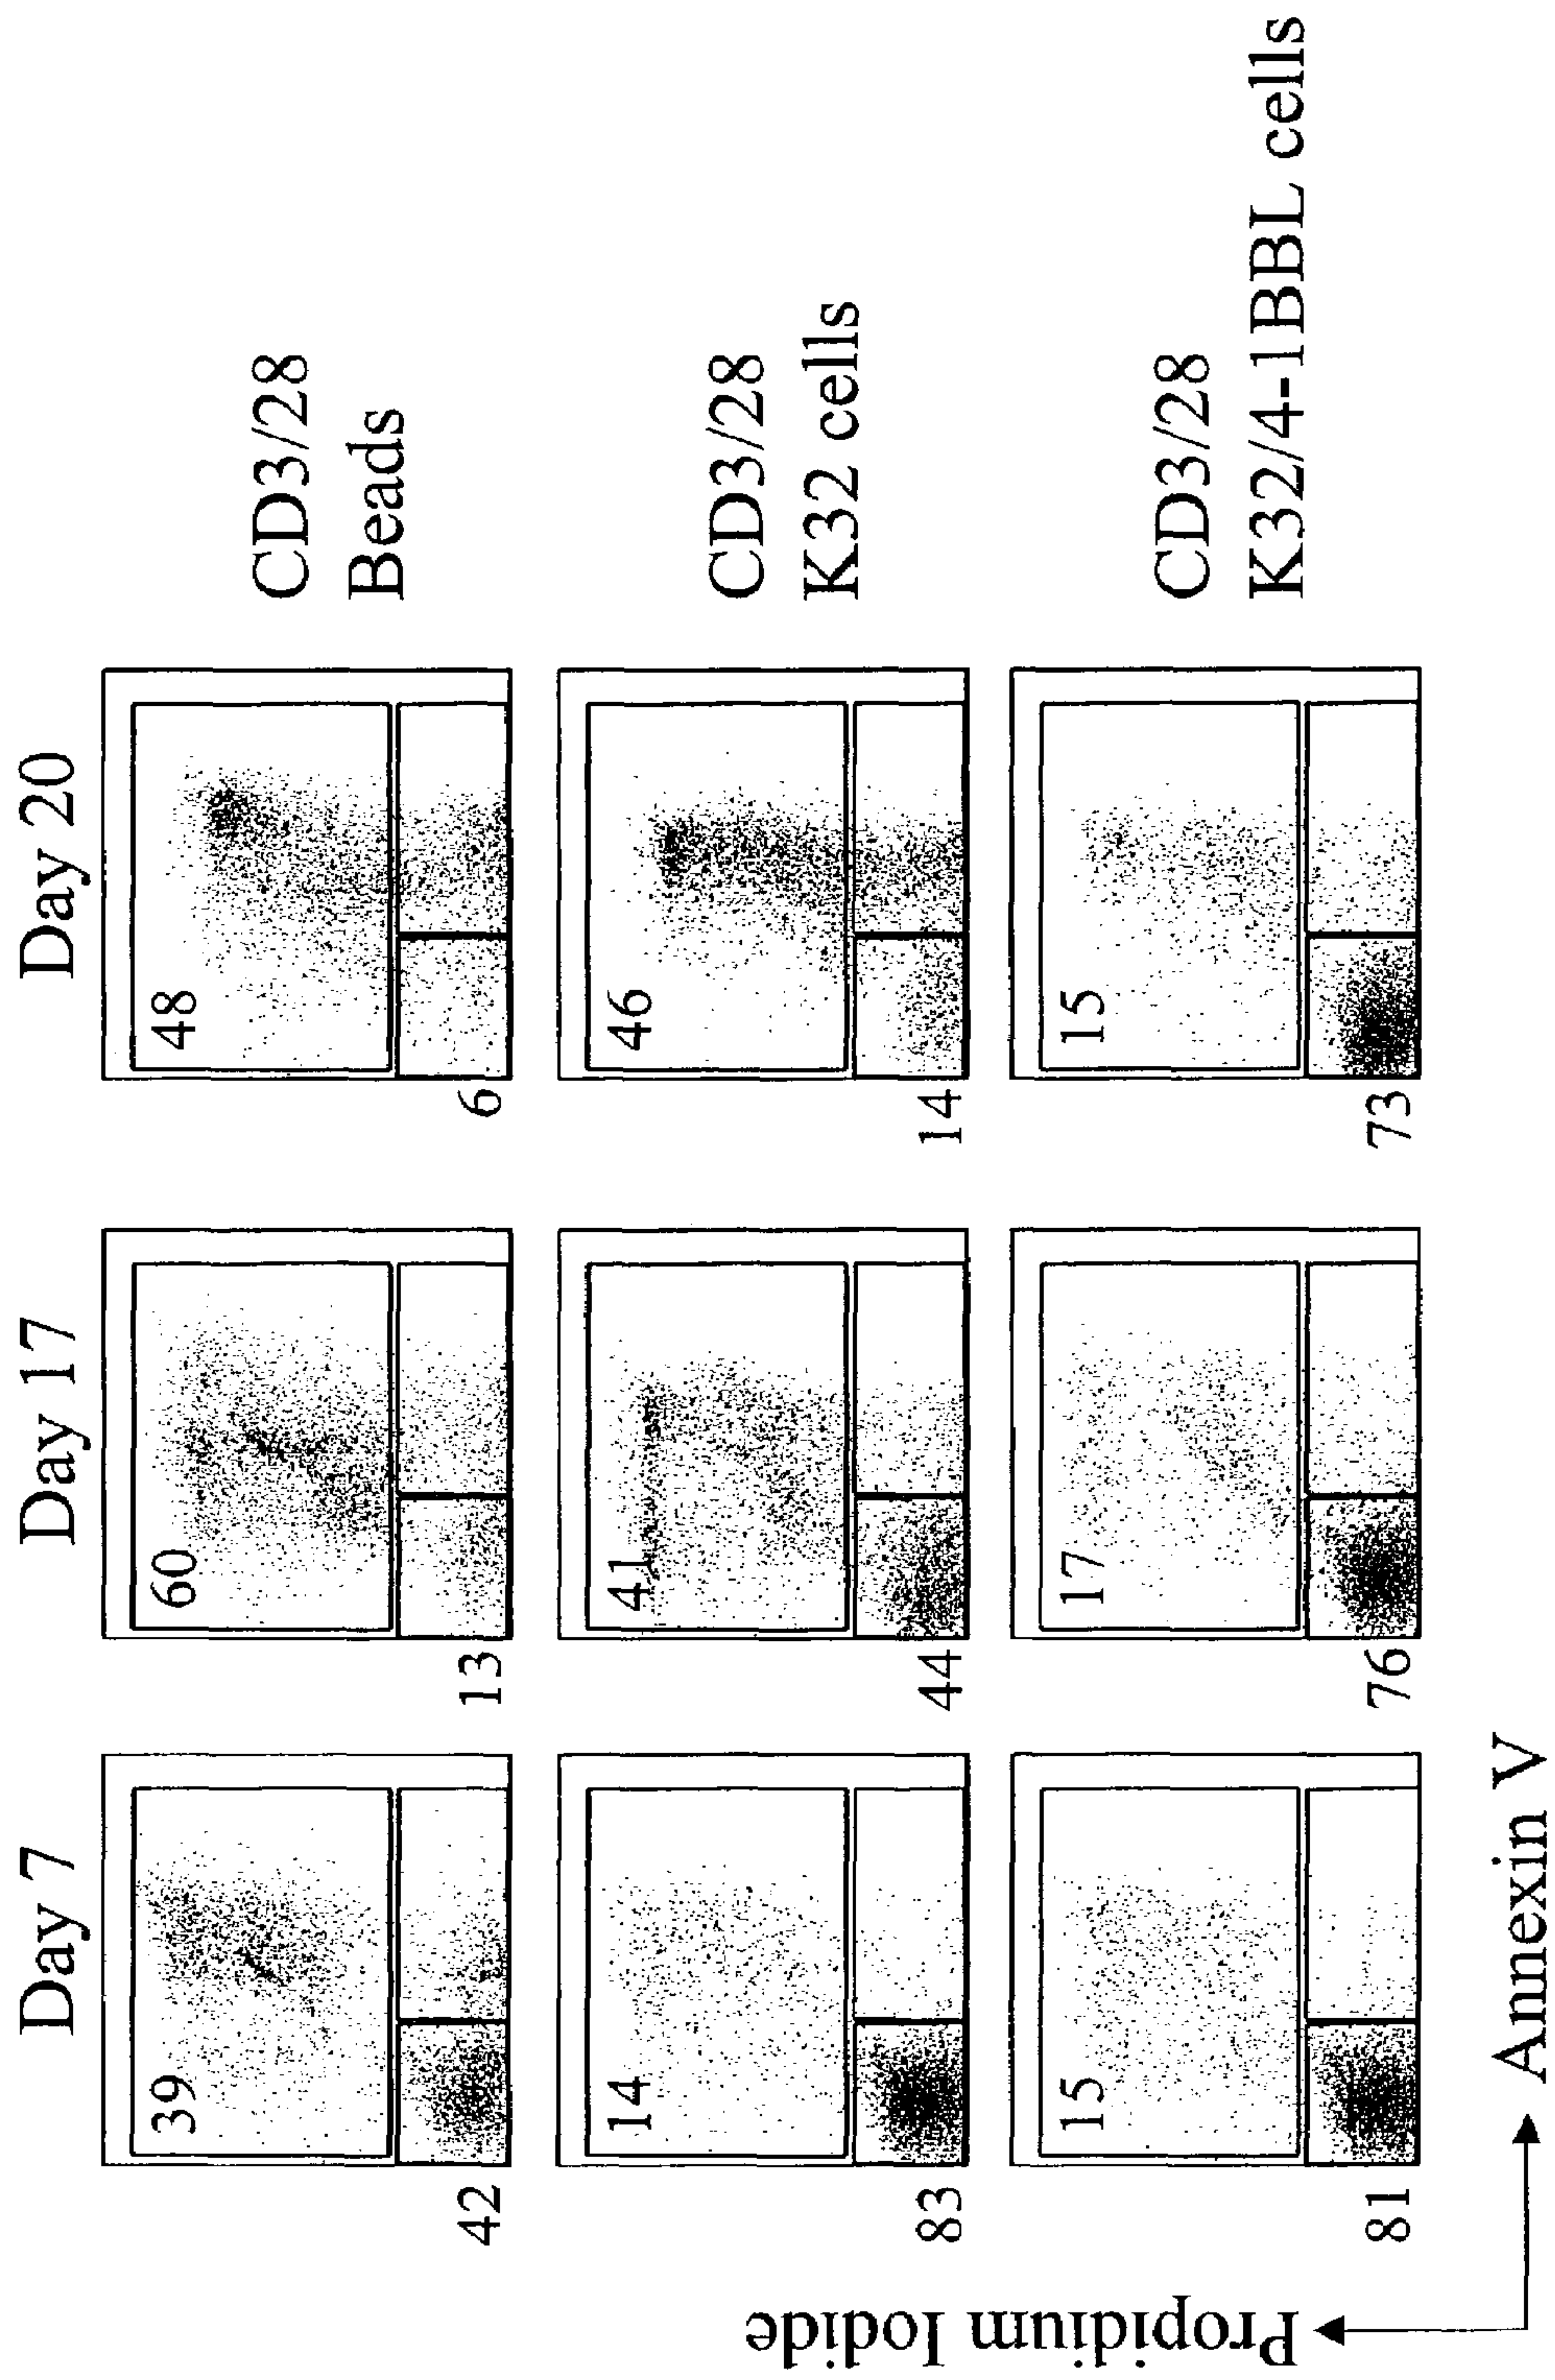 Day 7
Day 17
Day 20
39
42
60
13
48
6
CD3/28
Beads
14
83
41
44
46
14
CD3/28
K32 cells
15
81
17
76
15
73
CD3/28
K32/4-1BBL cells
Propidium Iodide
Annexin V